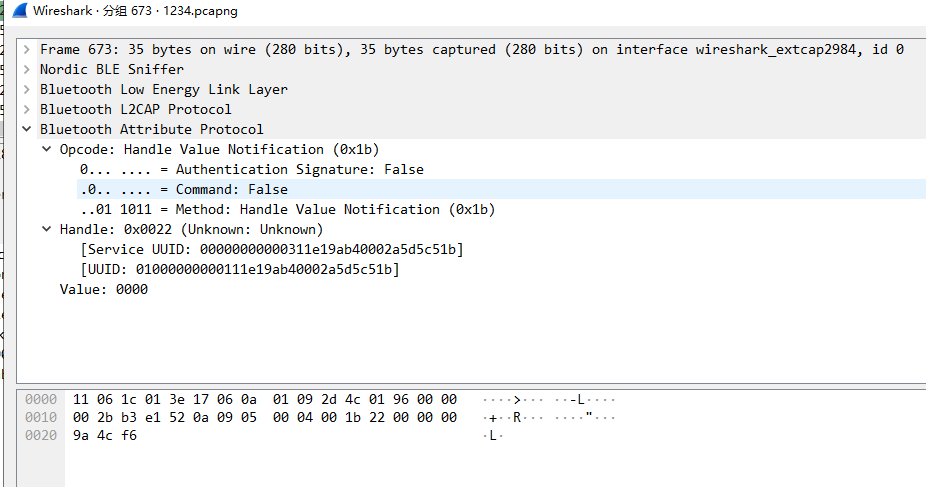 Wireshark · 分组 673 · 1234.pcapng
Frame 673: 35 bytes on wire (280 bits), 35 bytes captured (280 bits) on interface wireshark_extcap2984, id 0
Nordic BLE Sniffer
Bluetooth Low Energy Link Layer
Bluetooth L2CAP Protocol
Bluetooth Attribute Protocol
Opcode: Handle Value Notification (0x1b)
0... .... = Authentication Signature: False
.0.. .... = Command: False
..01 1011 = Method: Handle Value Notification (0x1b)
Handle: 0x0022 (Unknown: Unknown)
[Service UUID: 00000000000311e19ab40002a5d5c51b]
[UUID: 01000000000111e19ab40002a5d5c51b]
Value: 0000
0000 11 06 1c 01 3e 17 06 0a 01 09 2d 4c 01 96 00 00 ····>··· ··-L····
0010 00 2b b3 e1 52 0a 09 05 00 04 00 1b 22 00 00 00 ·+··R··· ····"···
0020 9a 4c f6 ·L·